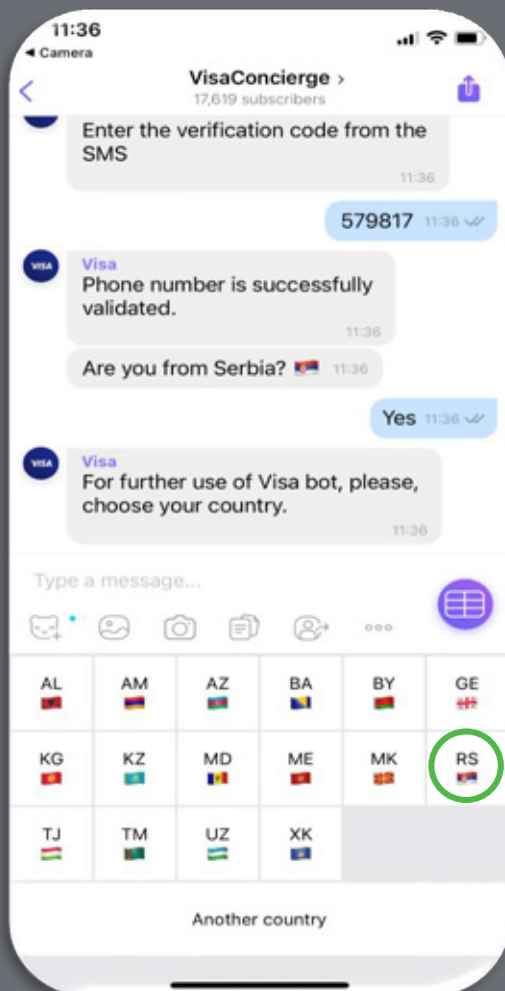 11:36
◄ Camera
VisaConcierge >
17,619 subscribers
Enter the verification code from the
SMS
11:36
579817 11:36
VISA
Visa
Phone number is successfully
validated.
11:36
Are you from Serbia? 11:36
Yes 11:36
VISA
Visa
For further use of Visa bot, please,
choose your country.
11:36
Type a message...
AL AM AZ BA BY GE
KG KZ MD ME MK RS
TJ TM UZ XK
Another country